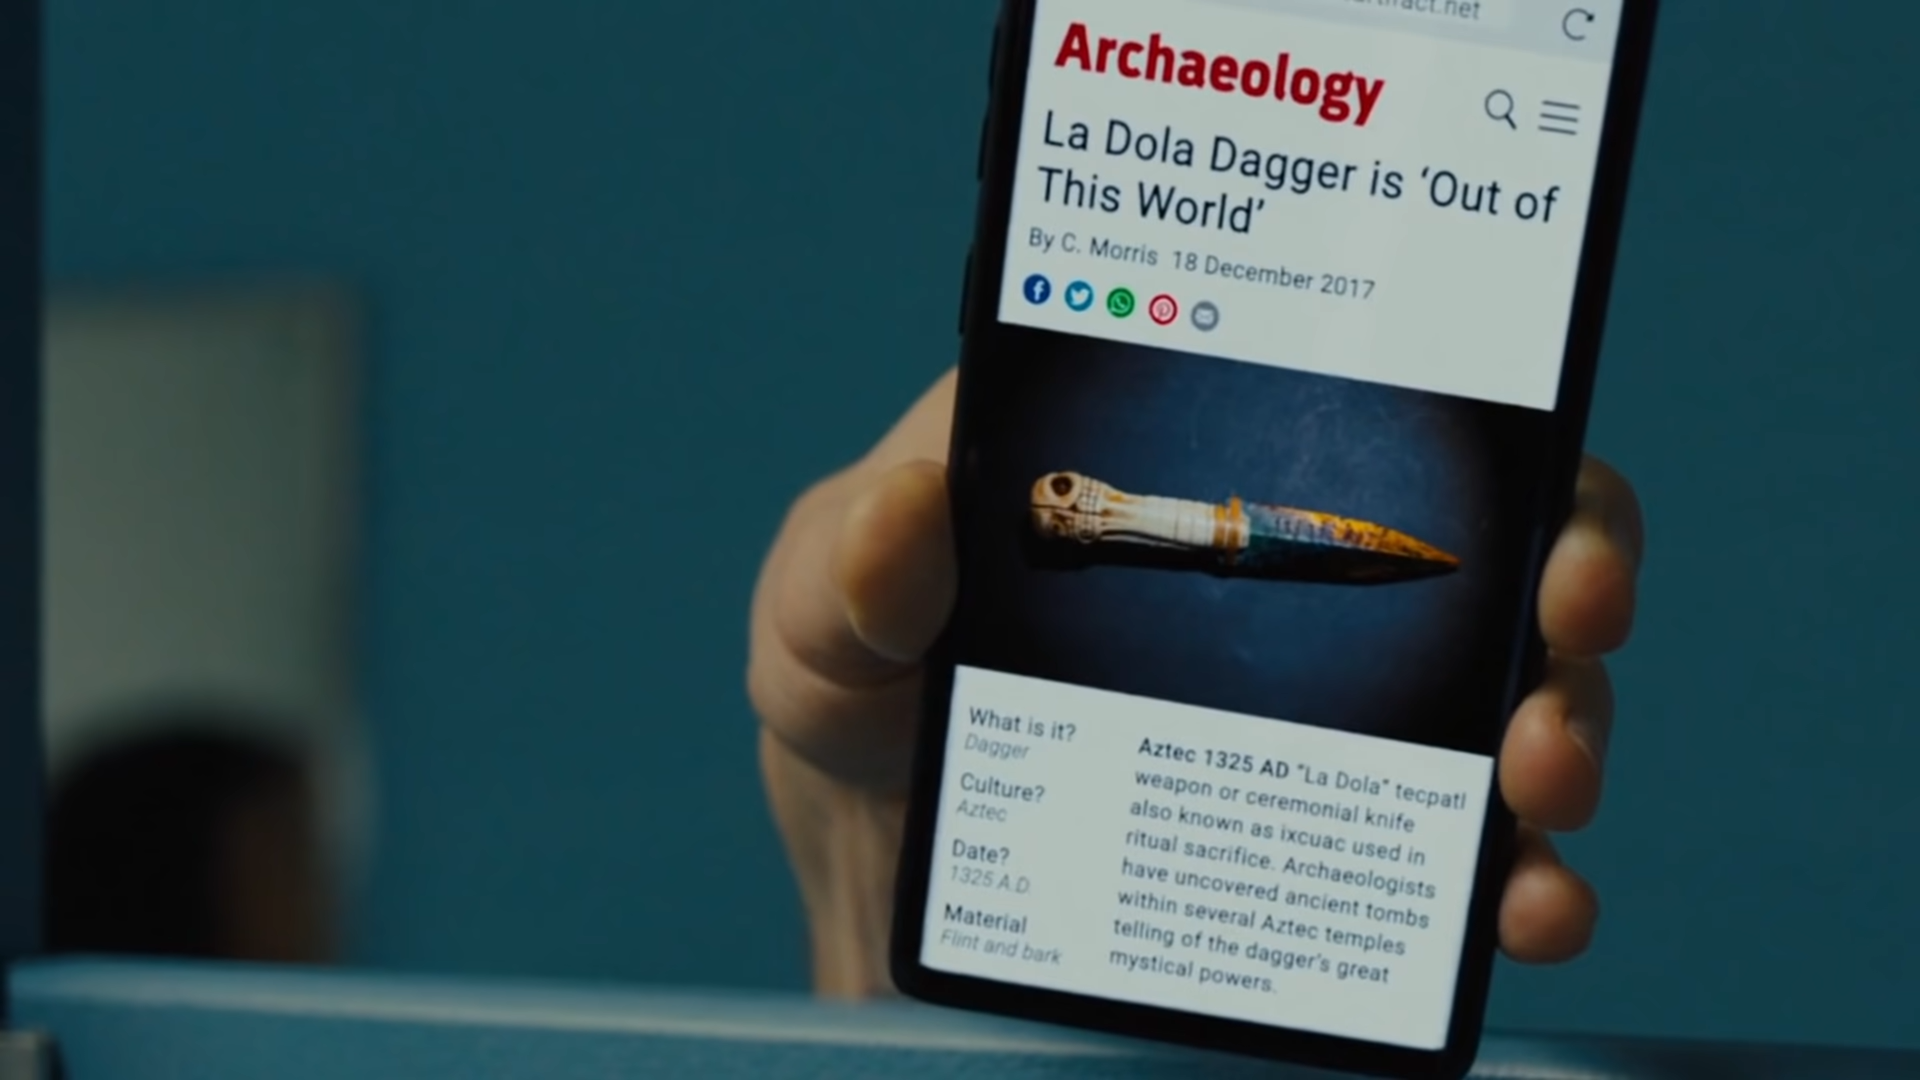 Archaeology
La Dola Dagger is ‘Out of
This World’
By C. Morris 18 December 2017
What is it?
Dagger
Culture?
Aztec
Date?
1325 A.D.
Material
Flint and bark
Aztec 1325 AD “La Dola” tecpatl
weapon or ceremonial knife
also known as ixcuac used in
ritual sacrifice. Archaeologists
have uncovered ancient tombs
within several Aztec temples
telling of the dagger’s great
mystical powers.